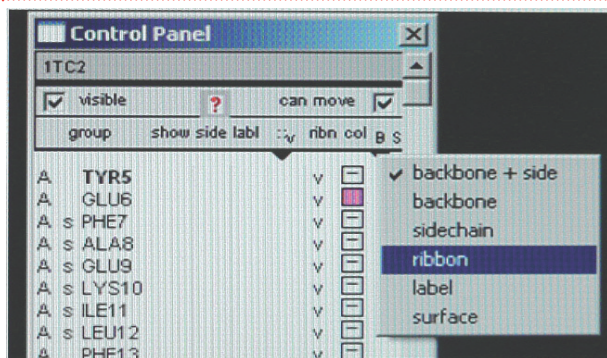 Control Panel
1TC2
visible ? can move
group show side labl ::v ribn col B S
A TYR5 v
A GLU6 v
A s PHE7 v
A s ALA8 v
A s GLU9 v
A s LYS10 v
A s ILE11 v
A s LEU12 v
A PHE13 v
backbone + side
backbone
sidechain
ribbon
label
surface